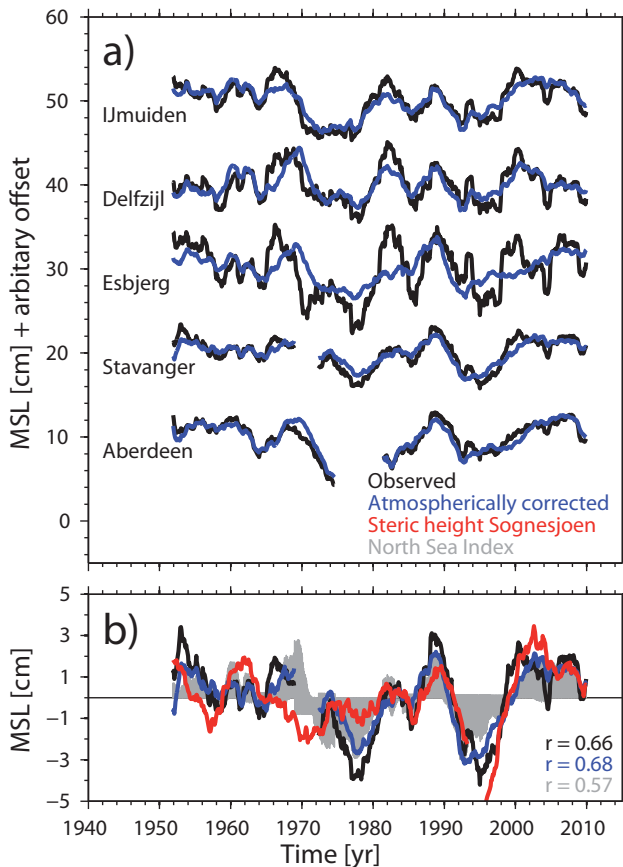 60
a)
50
IJmuiden
40
Delfzijl
30
Esbjerg
20
Stavanger
10
Aberdeen
0
MSL [cm] + arbitary offset
Observed
Atmospherically corrected
Steric height Sognesjoen
North Sea Index
5
b)
3
1
-1
-3
-5
MSL [cm]
r = 0.66
r = 0.68
r = 0.57
1940 1950 1960 1970 1980 1990 2000 2010
Time [yr]